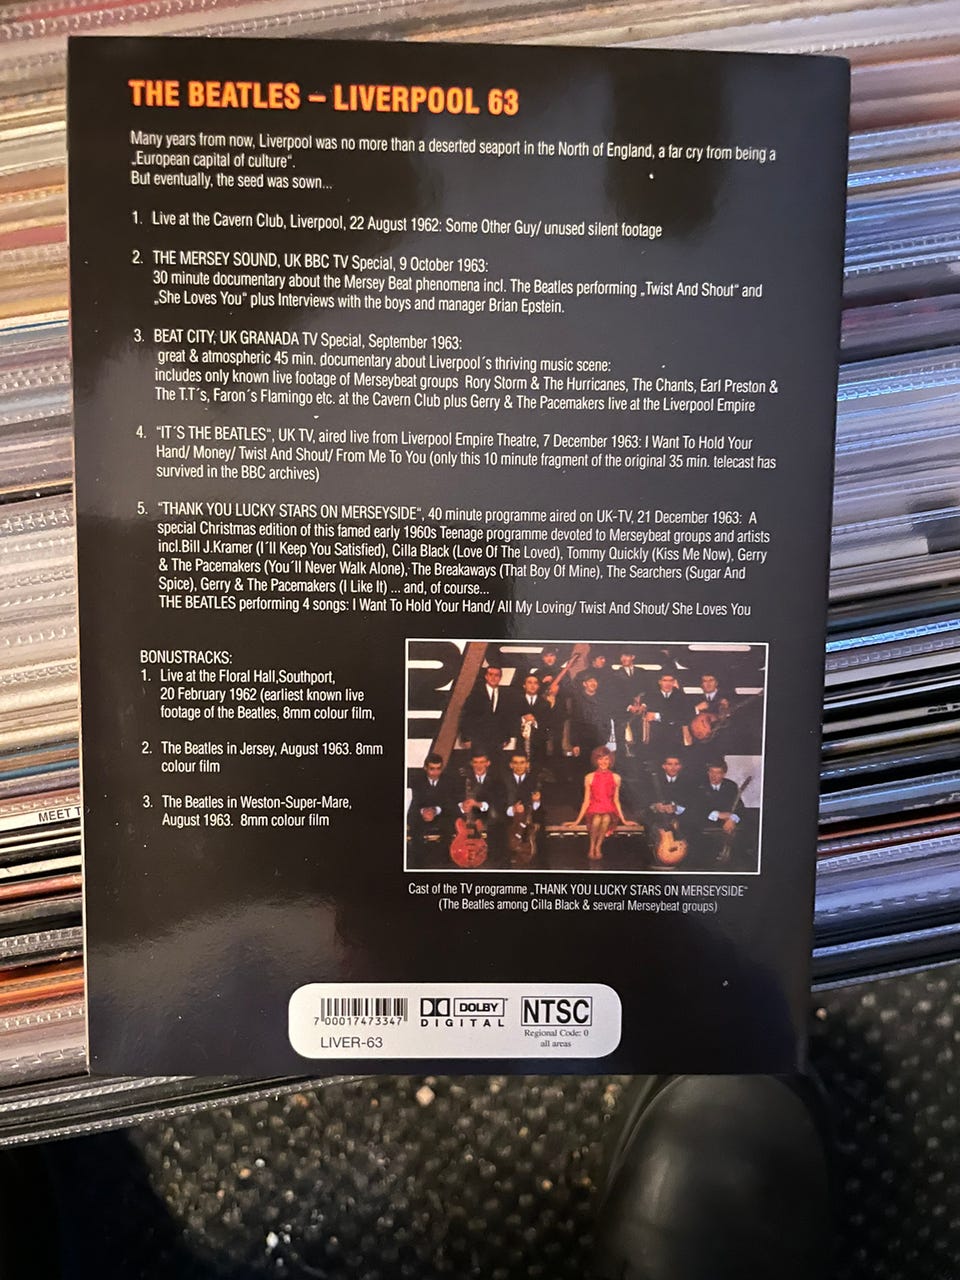 THE BEATLES – LIVERPOOL 63
Many years from now, Liverpool was no more than a deserted seaport in the North of England, a far cry from being a
„European capital of culture“.
But eventually, the seed was sown...
1. Live at the Cavern Club, Liverpool, 22 August 1962: Some Other Guy/ unused silent footage
2. THE MERSEY SOUND, UK BBC TV Special, 9 October 1963:
30 minute documentary about the Mersey Beat phenomena incl. The Beatles performing „Twist And Shout“ and
„She Loves You“ plus Interviews with the boys and manager Brian Epstein.
3. BEAT CITY, UK GRANADA TV Special, September 1963:
great & atmospheric 45 min. documentary about Liverpool´s thriving music scene:
includes only known live footage of Merseybeat groups Rory Storm & The Hurricanes, The Chants, Earl Preston &
The T.T´s, Faron´s Flamingo etc. at the Cavern Club plus Gerry & The Pacemakers live at the Liverpool Empire
4. "IT´S THE BEATLES", UK TV, aired live from Liverpool Empire Theatre, 7 December 1963: I Want To Hold Your
Hand/ Money/ Twist And Shout/ From Me To You (only this 10 minute fragment of the original 35 min. telecast has
survived in the BBC archives)
5. "THANK YOU LUCKY STARS ON MERSEYSIDE", 40 minute programme aired on UK-TV, 21 December 1963: A
special Christmas edition of this famed early 1960s Teenage programme devoted to Merseybeat groups and artists
incl.Bill J.Kramer (I´ll Keep You Satisfied), Cilla Black (Love Of The Loved), Tommy Quickly (Kiss Me Now), Gerry
& The Pacemakers (You´ll Never Walk Alone), The Breakaways (That Boy Of Mine), The Searchers (Sugar And
Spice), Gerry & The Pacemakers (I Like It) ... and, of course...
THE BEATLES performing 4 songs: I Want To Hold Your Hand/ All My Loving/ Twist And Shout/ She Loves You
BONUSTRACKS:
1. Live at the Floral Hall,Southport,
20 February 1962 (earliest known live
footage of the Beatles, 8mm colour film,
2. The Beatles in Jersey, August 1963. 8mm
colour film
3. The Beatles in Weston-Super-Mare,
August 1963. 8mm colour film
MEET T
Cast of the TV programme „THANK YOU LUCKY STARS ON MERSEYSIDE“
(The Beatles among Cilla Black & several Merseybeat groups)
7 00017 473347
LIVER-63
DOLBY
DIGITAL
NTSC
Regional Code: 0
all areas